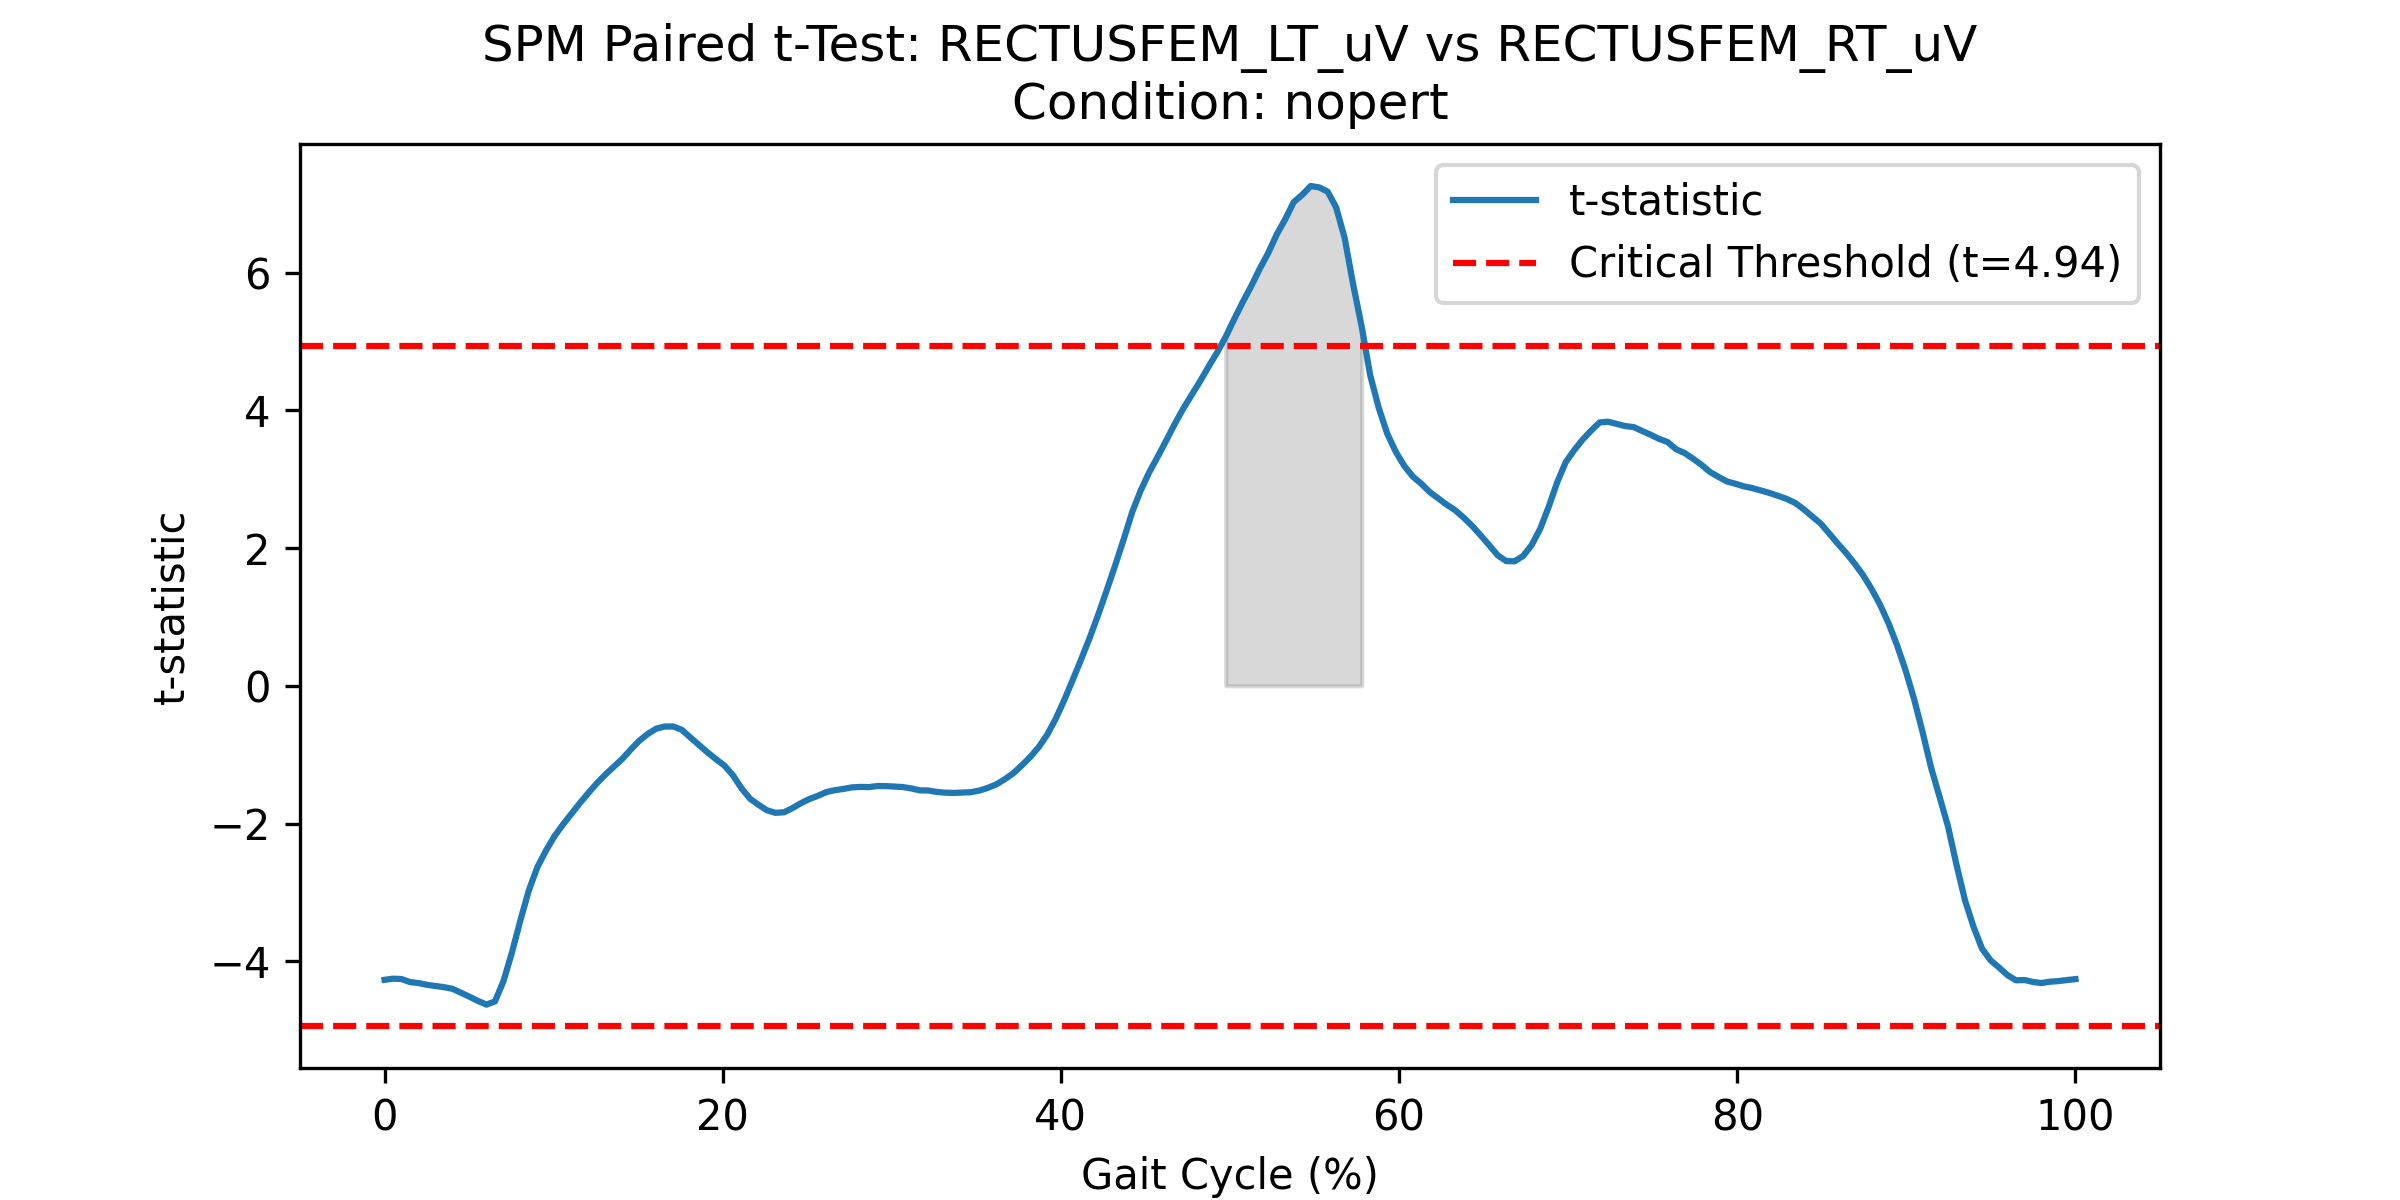 SPM Paired t-Test: RECTUSFEM_LT_uV vs RECTUSFEM_RT_uV
Condition: nopert
t-statistic
Critical Threshold (t=4.94)
t-statistic
6
4
2
0
−2
−4
0 20 40 60 80 100
Gait Cycle (%)